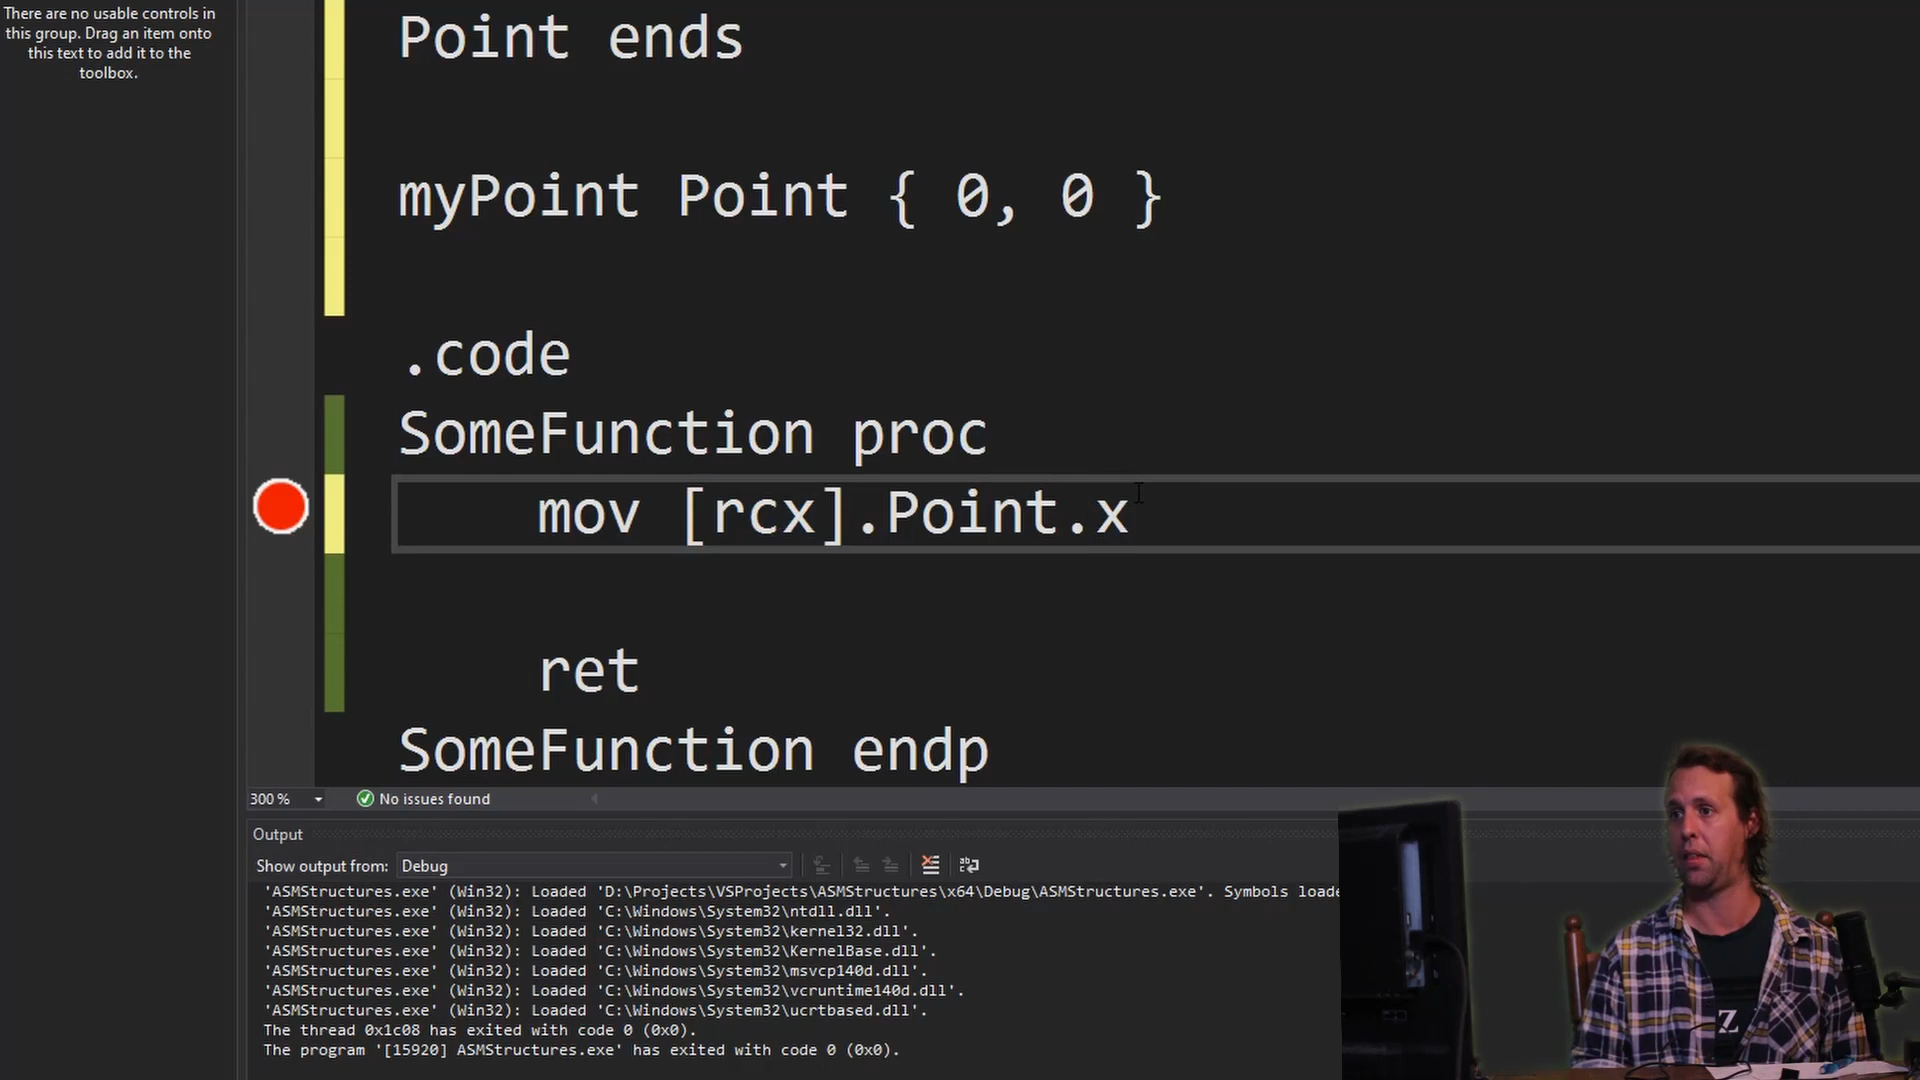 There are no usable controls in
this group. Drag an item onto
this text to add it to the
toolbox.
Point ends
myPoint Point { 0, 0 }
.code
SomeFunction proc
mov [rcx].Point.x
ret
SomeFunction endp
300 %
No issues found
Output
Show output from: Debug
'ASMStructures.exe' (Win32): Loaded 'D:\Projects\VSProjects\ASMStructures\x64\Debug\ASMStructures.exe'. Symbols loade
'ASMStructures.exe' (Win32): Loaded 'C:\Windows\System32\ntdll.dll'.
'ASMStructures.exe' (Win32): Loaded 'C:\Windows\System32\kernel32.dll'.
'ASMStructures.exe' (Win32): Loaded 'C:\Windows\System32\KernelBase.dll'.
'ASMStructures.exe' (Win32): Loaded 'C:\Windows\System32\msvcp140d.dll'.
'ASMStructures.exe' (Win32): Loaded 'C:\Windows\System32\vcruntime140d.dll'.
'ASMStructures.exe' (Win32): Loaded 'C:\Windows\System32\ucrtbased.dll'.
The thread 0x1c08 has exited with code 0 (0x0).
The program '[15920] ASMStructures.exe' has exited with code 0 (0x0).
Z